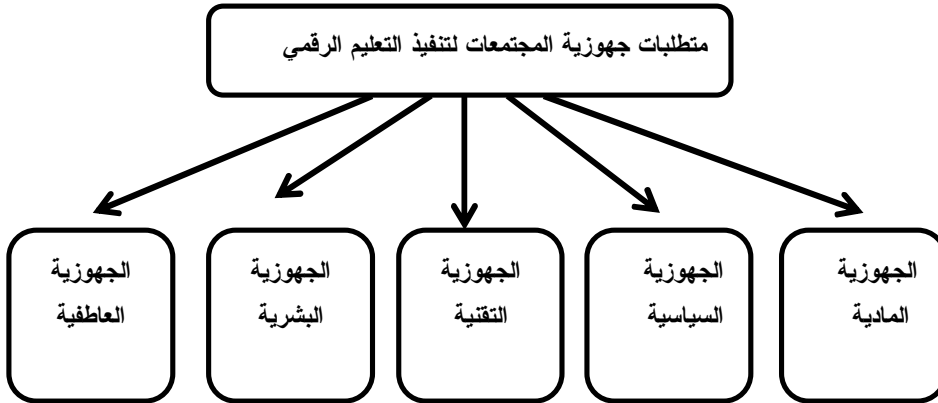 متطلبات جهوزية المجتمعات لتنفيذ التعليم الرقمي
الجهوزية
المادية
الجهوزية
السياسية
الجهوزية
التقنية
الجهوزية
البشرية
الجهوزية
العاطفية